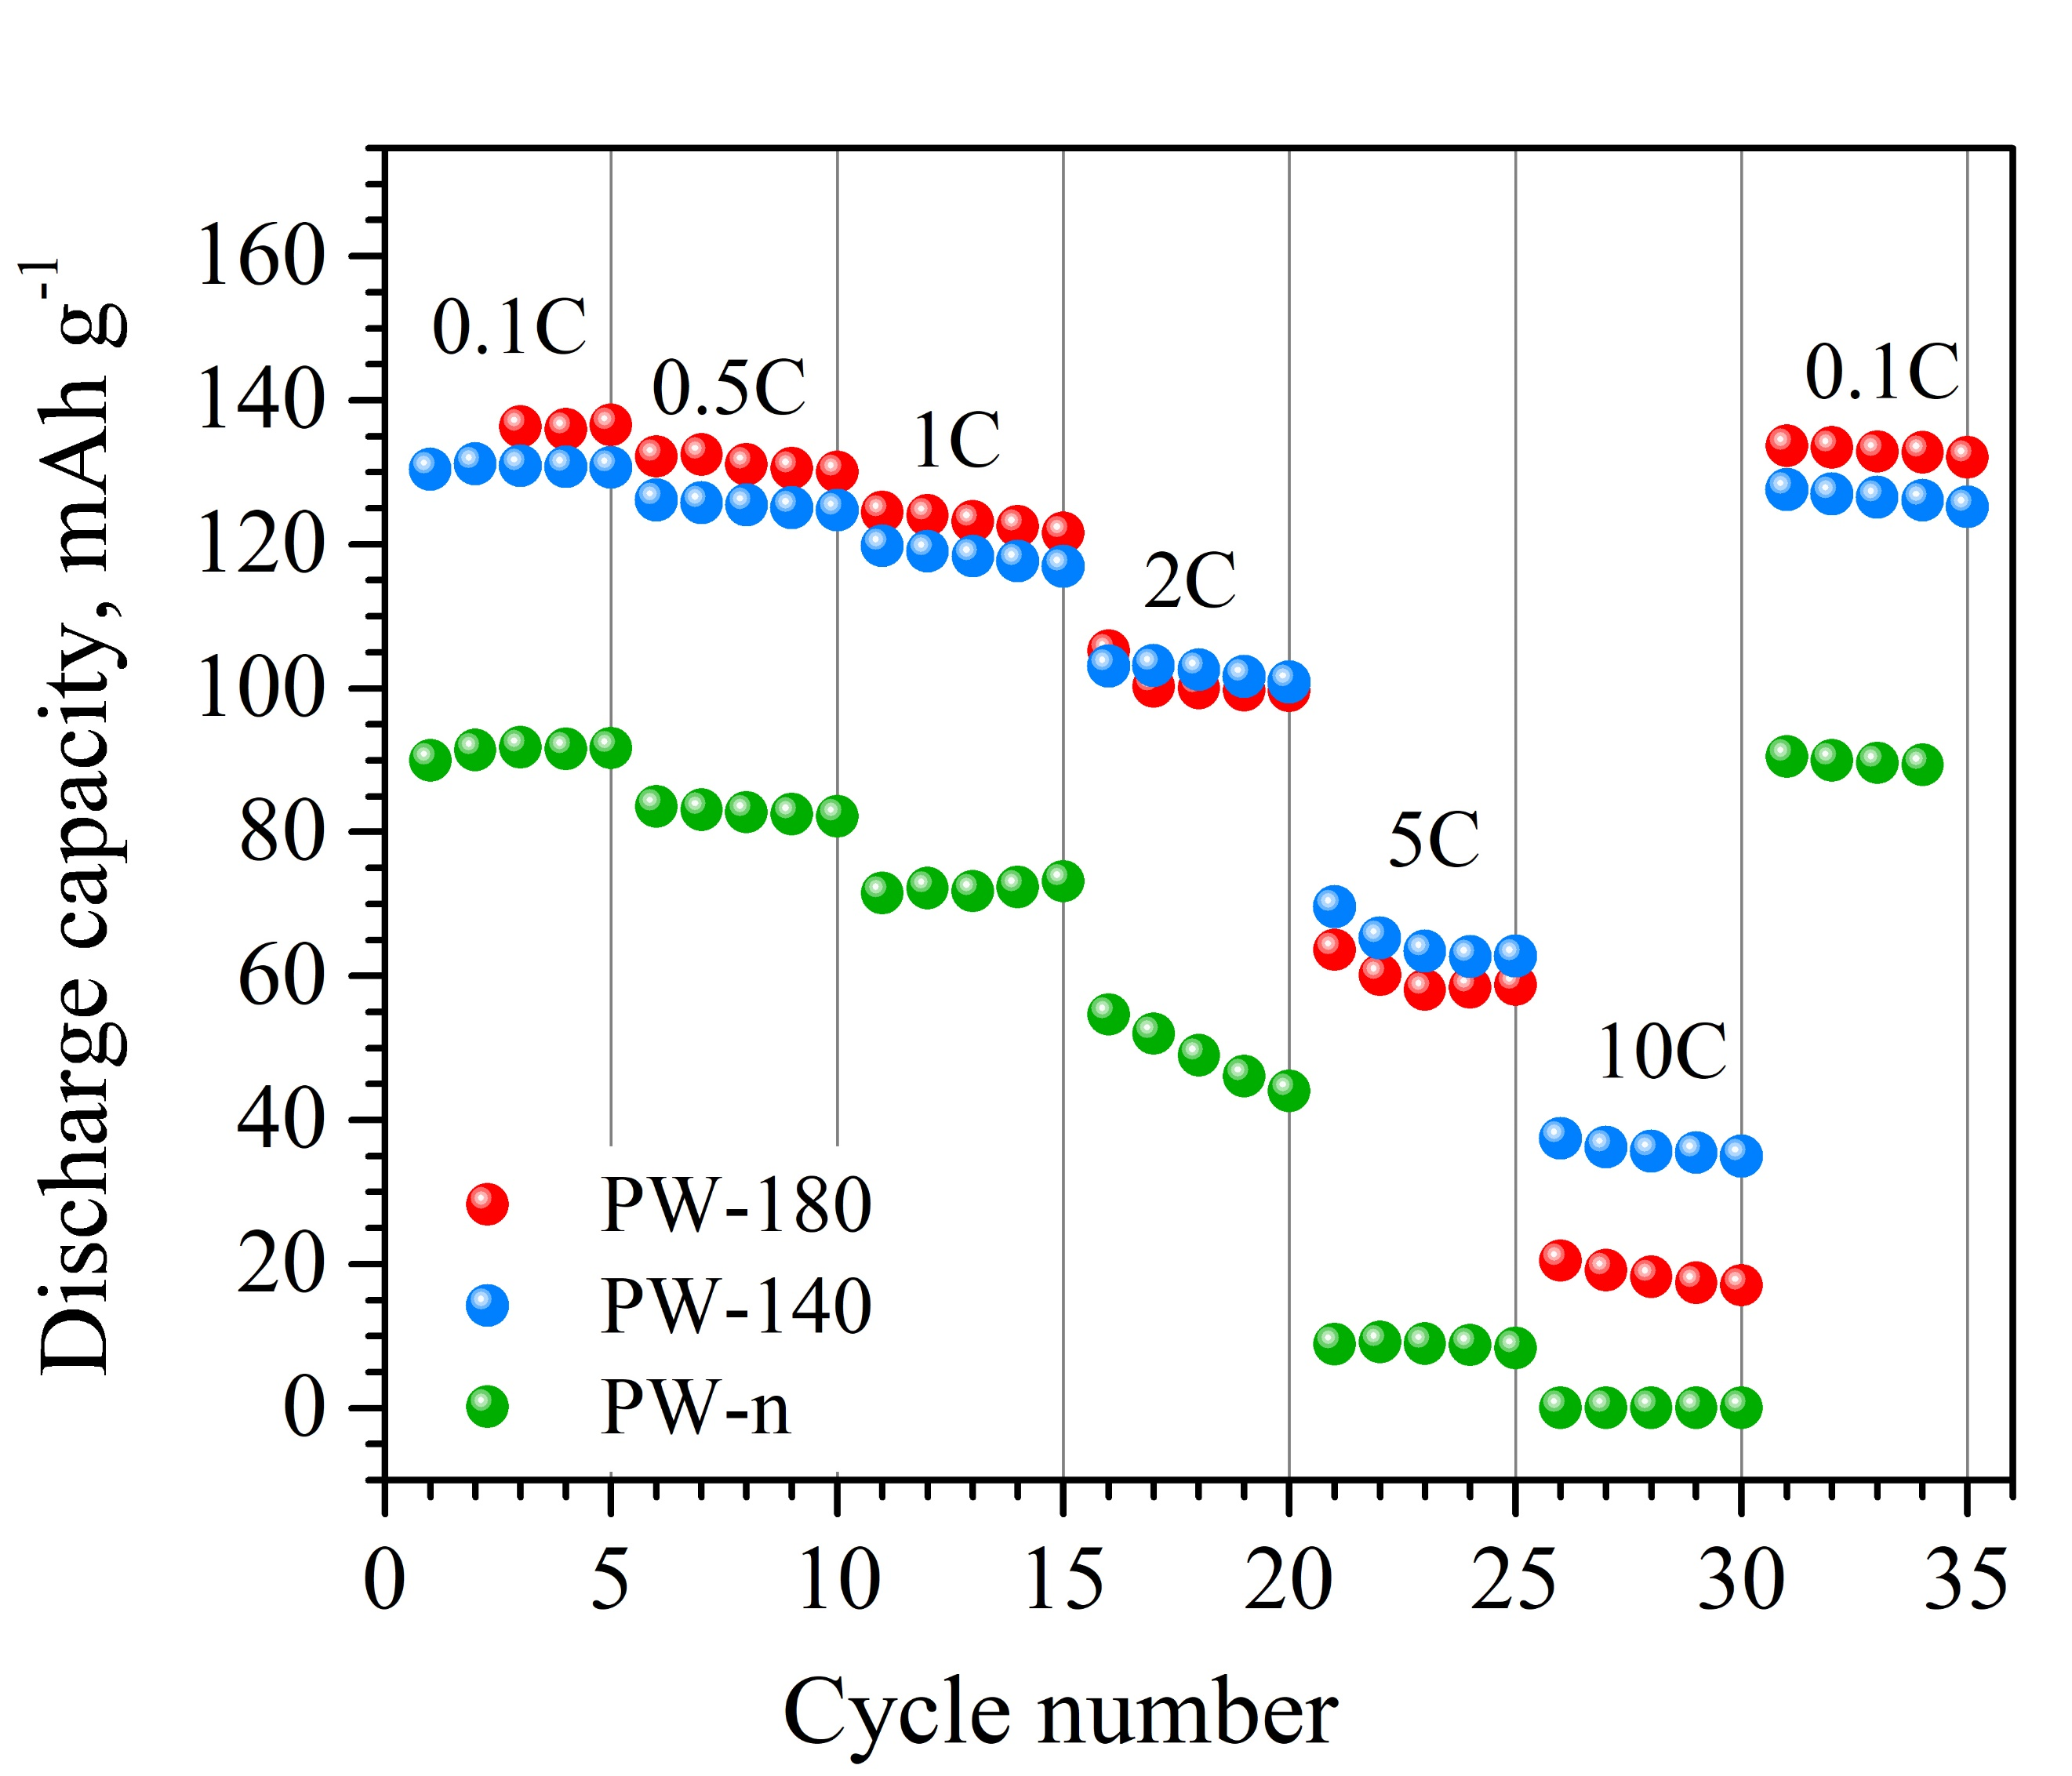 Discharge capacity, mAh g-1
160
140
120
100
80
60
40
20
0
0.1C
0.5C
1C
2C
5C
10C
0.1C
PW-180
PW-140
PW-n
0 5 10 15 20 25 30 35
Cycle number